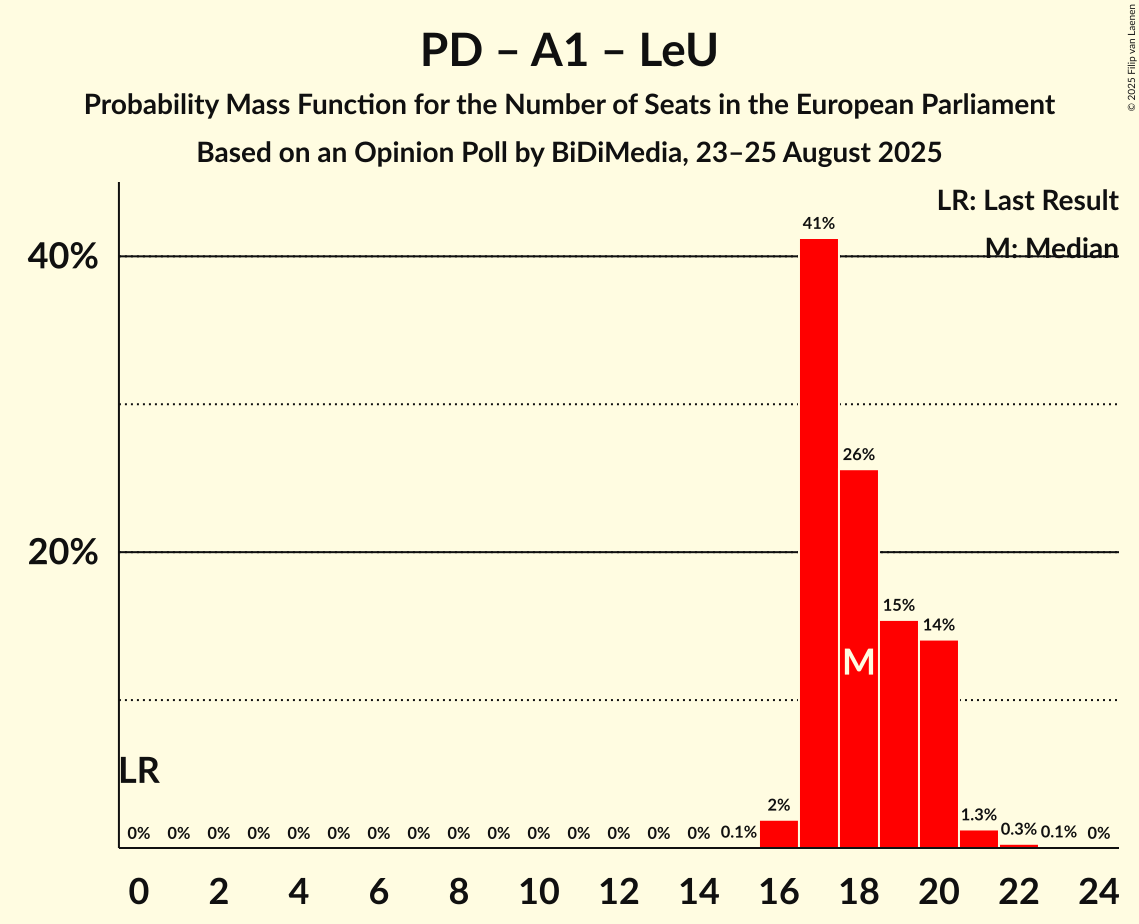 PD – A1 – LeU
Probability Mass Function for the Number of Seats in the European Parliament
Based on an Opinion Poll by BiDiMedia, 23–25 August 2025
© 2025 Filip van Laenen
LR: Last Result
M: Median
40%
20%
41%
26%
15%
14%
M
LR
0% 0% 0% 0% 0% 0% 0% 0% 0% 0% 0% 0% 0% 0% 0% 0.1% 2% 1.3% 0.3% 0.1% 0%
0 2 4 6 8 10 12 14 16 18 20 22 24